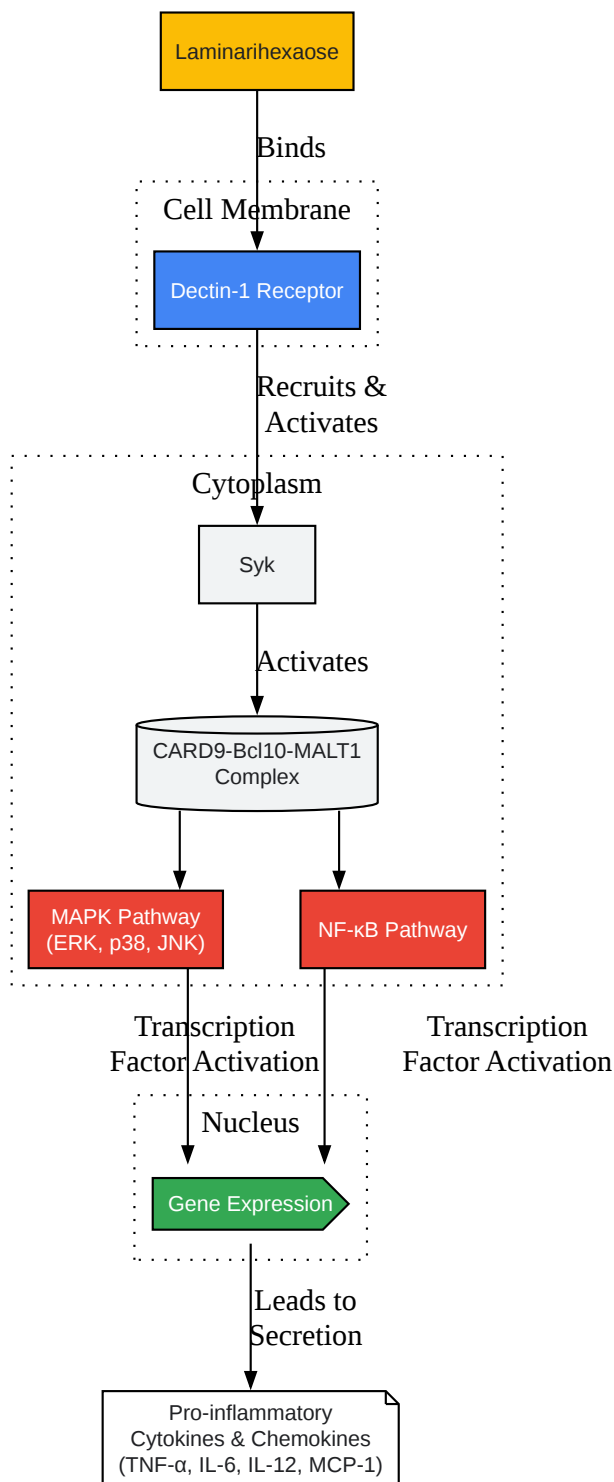 Laminarihexaose
Binds
Cell Membrane
Dectin-1 Receptor
Recruits &
Activates
Cytoplasm
Syk
Activates
CARD9-Bcl10-MALT1
Complex
MAPK Pathway
(ERK, p38, JNK)
NF-κB Pathway
Transcription
Factor Activation
Transcription
Factor Activation
Nucleus
Gene Expression
Leads to
Secretion
Pro-inflammatory
Cytokines & Chemokines
(TNF-α, IL-6, IL-12, MCP-1)